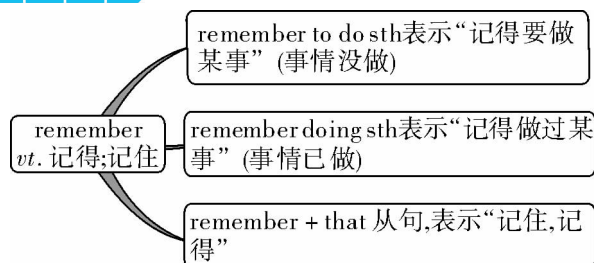 remember to do sth表示“记得要做
某事” (事情没做)
remember
vt. 记得;记住
remember doing sth表示“记得做过某
事” (事情已做)
remember + that 从句,表示“记住,记
得”